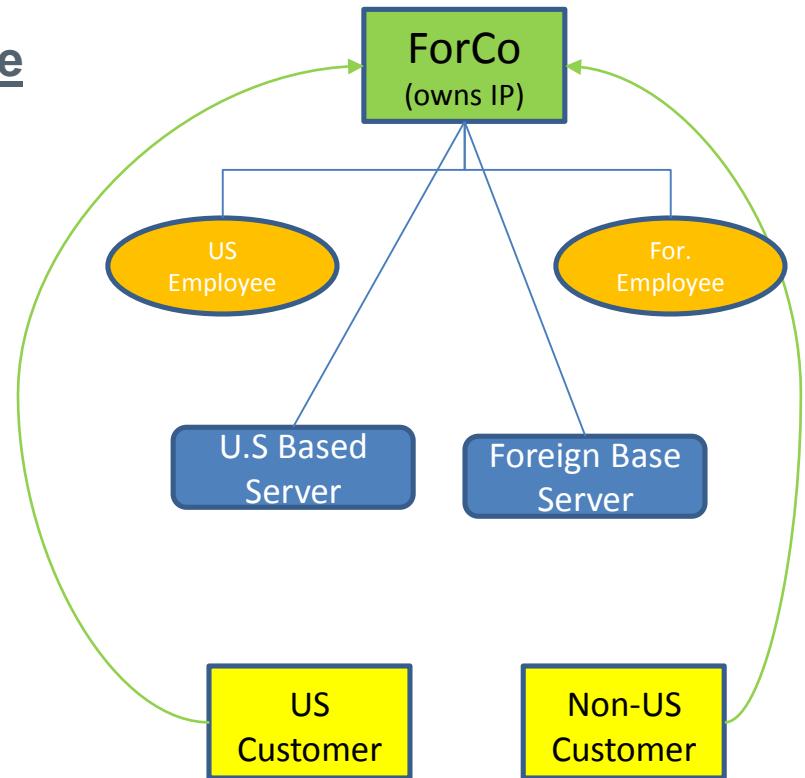 e
ForCo
(owns IP)
US
Employee
For.
Employee
U.S Based
Server
Foreign Base
Server
US
Customer
Non-US
Customer